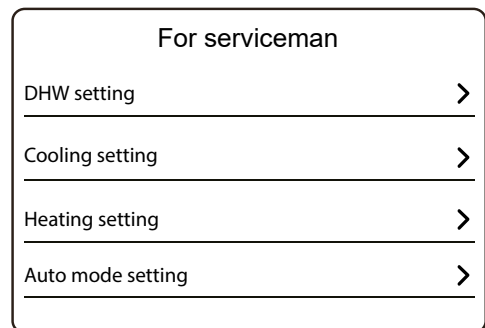 For serviceman
DHW setting
Cooling setting
Heating setting
Auto mode setting